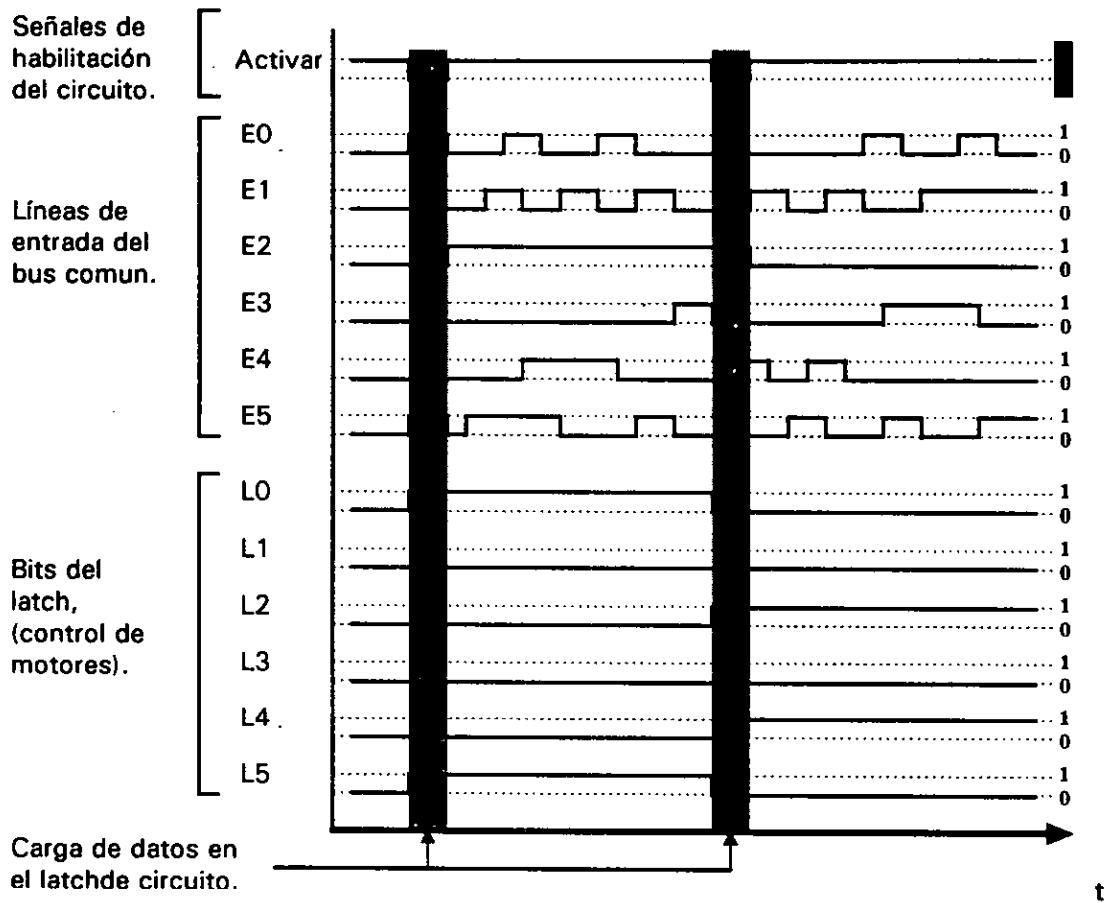 Señales de
habilitación
del circuito.
Activar
E0
1
0
E1
1
0
Líneas de
entrada del
bus comun.
E2
1
0
E3
1
0
E4
1
0
E5
1
0
L0
1
0
L1
1
0
Bits del
latch,
(control de
motores).
L2
1
0
L3
1
0
L4
1
0
L5
1
0
Carga de datos en
el latchde circuito.
t